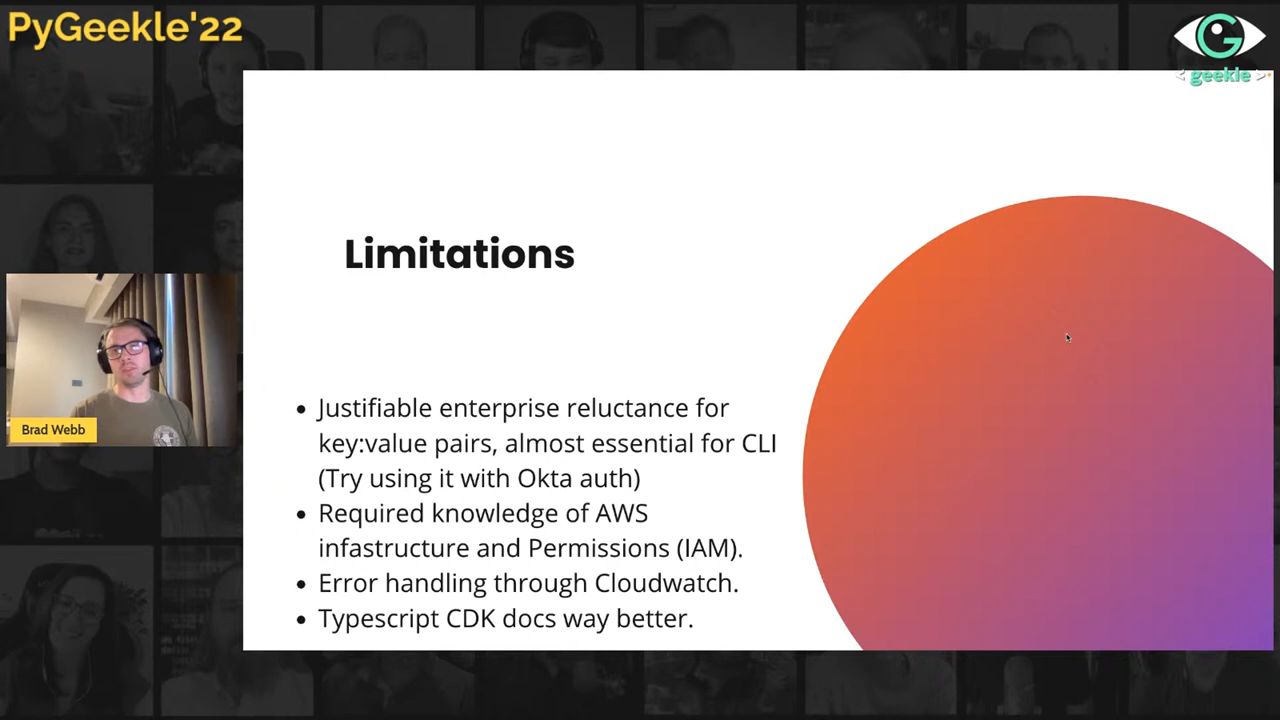 PyGeekle'22
< geekle >
Limitations
• Justifiable enterprise reluctance for
key:value pairs, almost essential for CLI
(Try using it with Okta auth)
• Required knowledge of AWS
infastructure and Permissions (IAM).
• Error handling through Cloudwatch.
• Typescript CDK docs way better.
Brad Webb